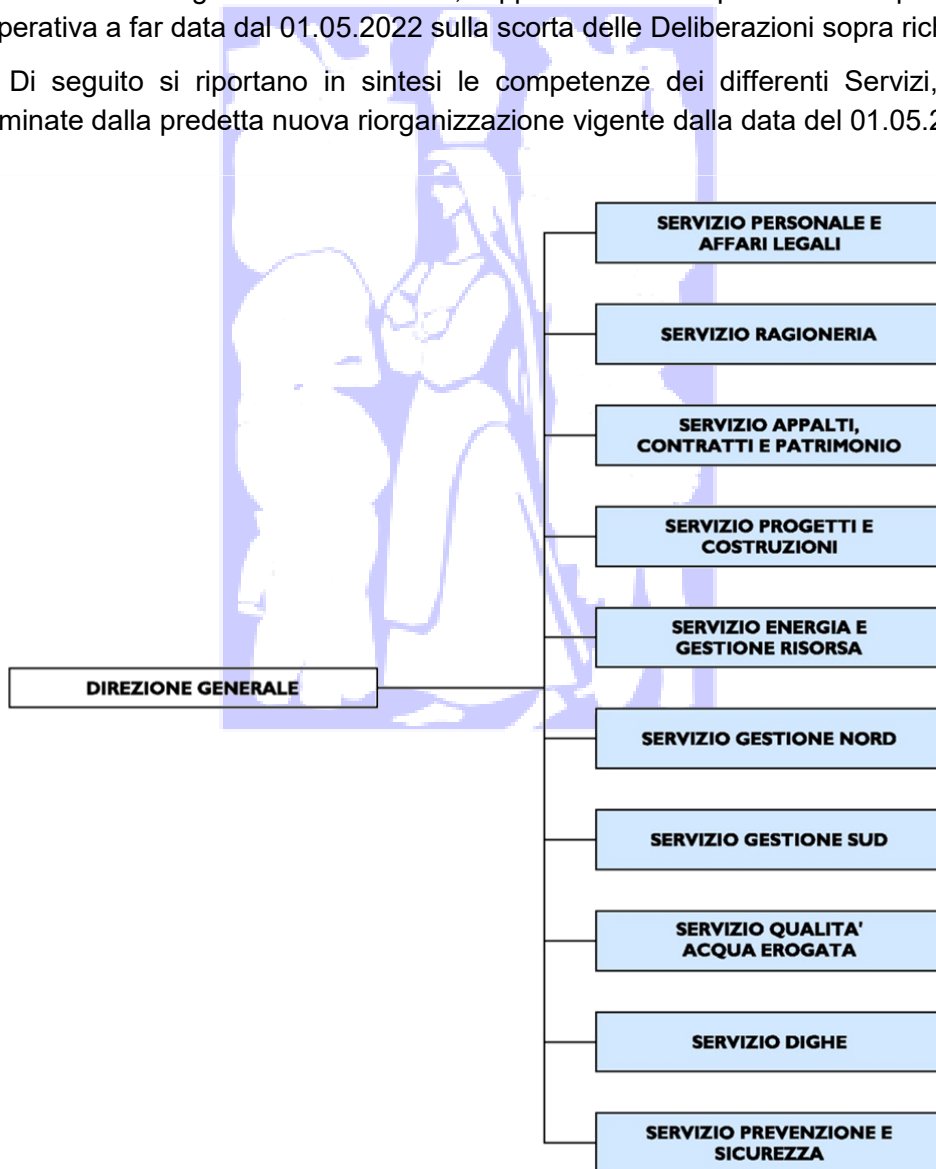 perativa a far data dal 01.05.2022 sulla scorta delle Deliberazioni sopra
Di seguito si riportano in sintesi le competenze dei differenti Servizi,
minate dalla predetta nuova riorganizzazione vigente dalla data del 01.05.2
SERVIZIO PERSONALE E
AFFARI LEGALI
SERVIZIO RAGIONERIA
SERVIZIO APPALTI,
CONTRATTI E PATRIMONIO
SERVIZIO PROGETTI E
COSTRUZIONI
SERVIZIO ENERGIA E
GESTIONE RISORSA
DIREZIONE GENERALE
SERVIZIO GESTIONE NORD
SERVIZIO GESTIONE SUD
SERVIZIO QUALITA'
ACQUA EROGATA
SERVIZIO DIGHE
SERVIZIO PREVENZIONE E
SICUREZZA